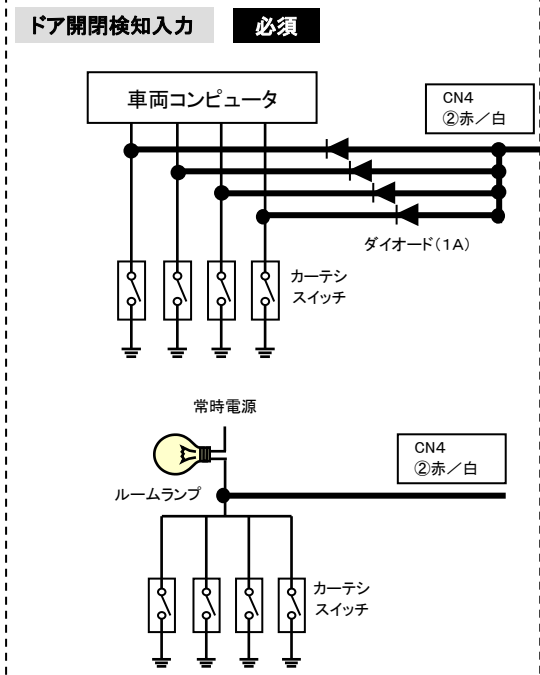 ドア開閉検知入力
必須
車両コンピュータ
CN4
②赤／白
ダイオード（1A）
カーテシ
スイッチ
常時電源
CN4
②赤／白
ルームランプ
カーテシ
スイッチ